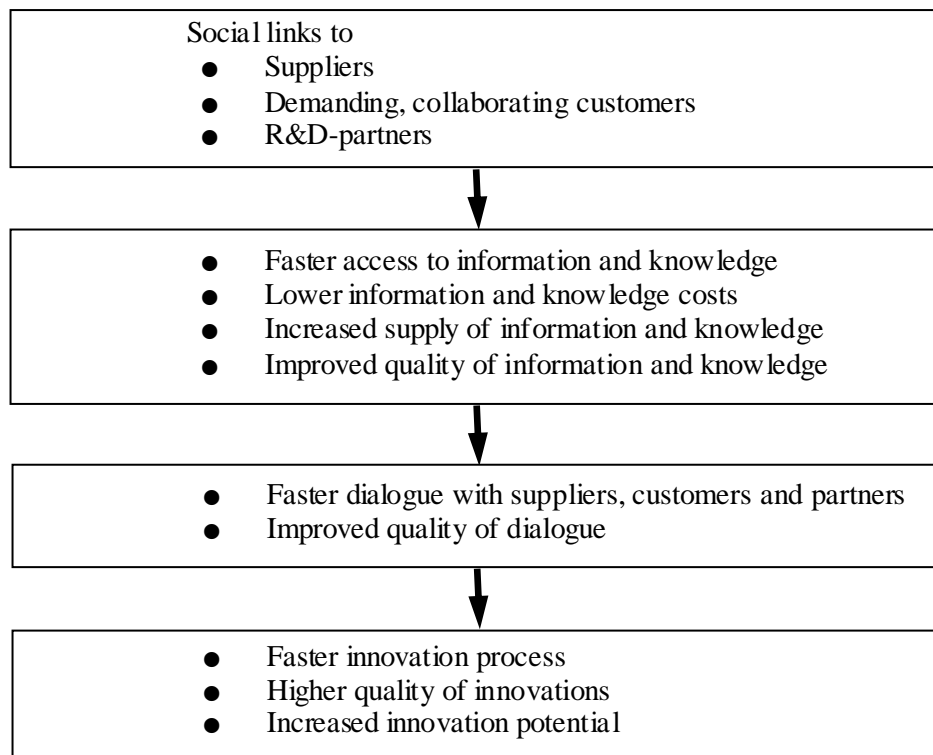 Social links to
● Suppliers
● Demanding, collaborating customers
● R&D-partners
● Faster access to information and knowledge
● Lower information and knowledge costs
● Increased supply of information and knowledge
● Improved quality of information and knowledge
● Faster dialogue with suppliers, customers and partners
● Improved quality of dialogue
● Faster innovation process
● Higher quality of innovations
● Increased innovation potential